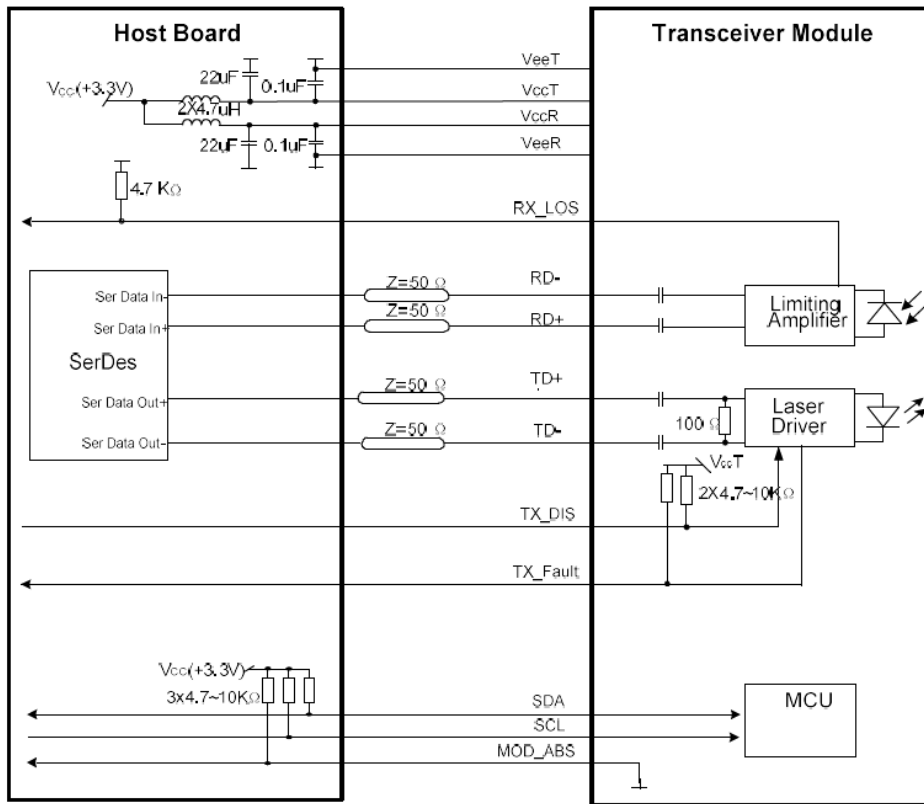 Host Board
Transceiver Module
22uF
0.1uF
VeeT
Vcc(+3.3V)
VccT
2X4.7uH
VccR
22uF
0.1uF
VeeR
4.7 KΩ
RX_LOS
Ser Data In-
Z=50 Ω
RD-
Ser Data In+
Z=50 Ω
RD+
Limiting
Amplifier
SerDes
Ser Data Out+
Z=50 Ω
TD+
Ser Data Out-
Z=50 Ω
TD-
100 Ω
Laser
Driver
VccT
2X4.7~10KΩ
TX_DIS
TX_Fault
Vcc(+3.3V)
3x4.7~10KΩ
SDA
SCL
MOD_ABS
MCU